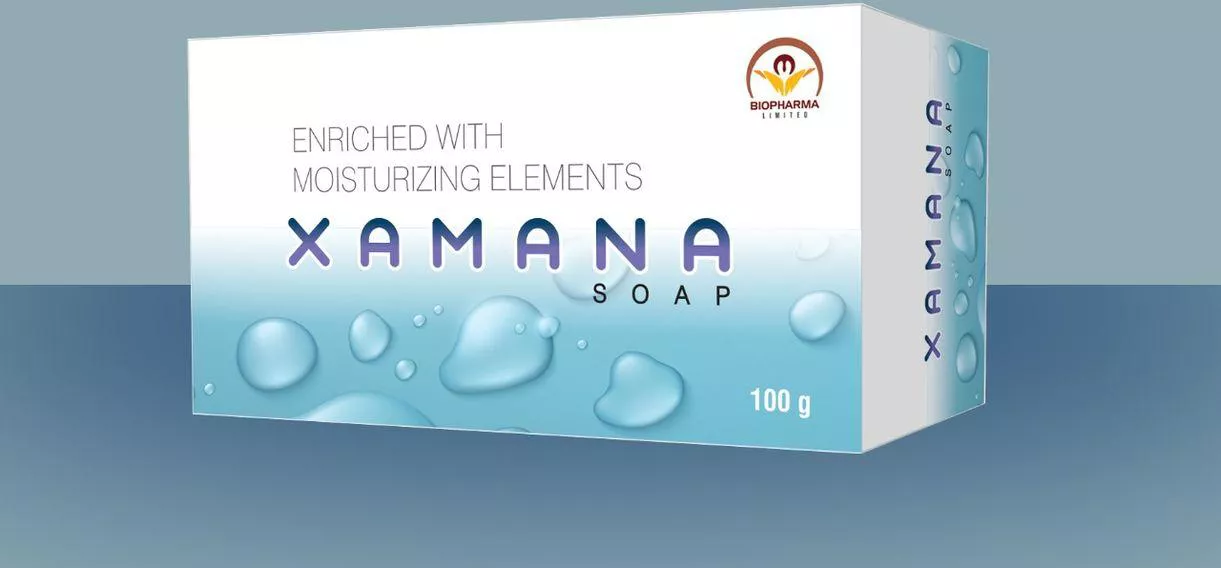 BIOPHARMA
LIMITED
ENRICHED WITH
MOISTURIZING ELEMENTS
XAMANA
SOAP
100 g
XAMANA
SOAP